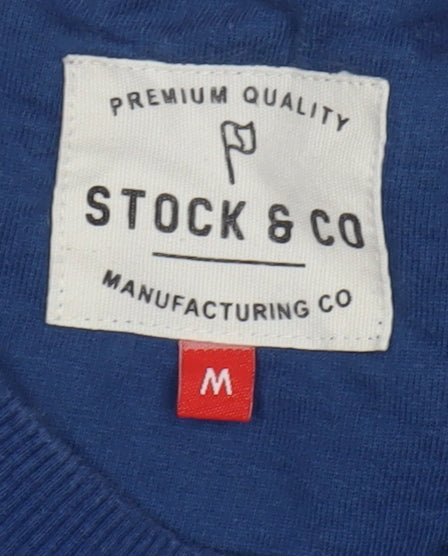 PREMIUM QUALITY
STOCK & CO
MANUFACTURING CO
M